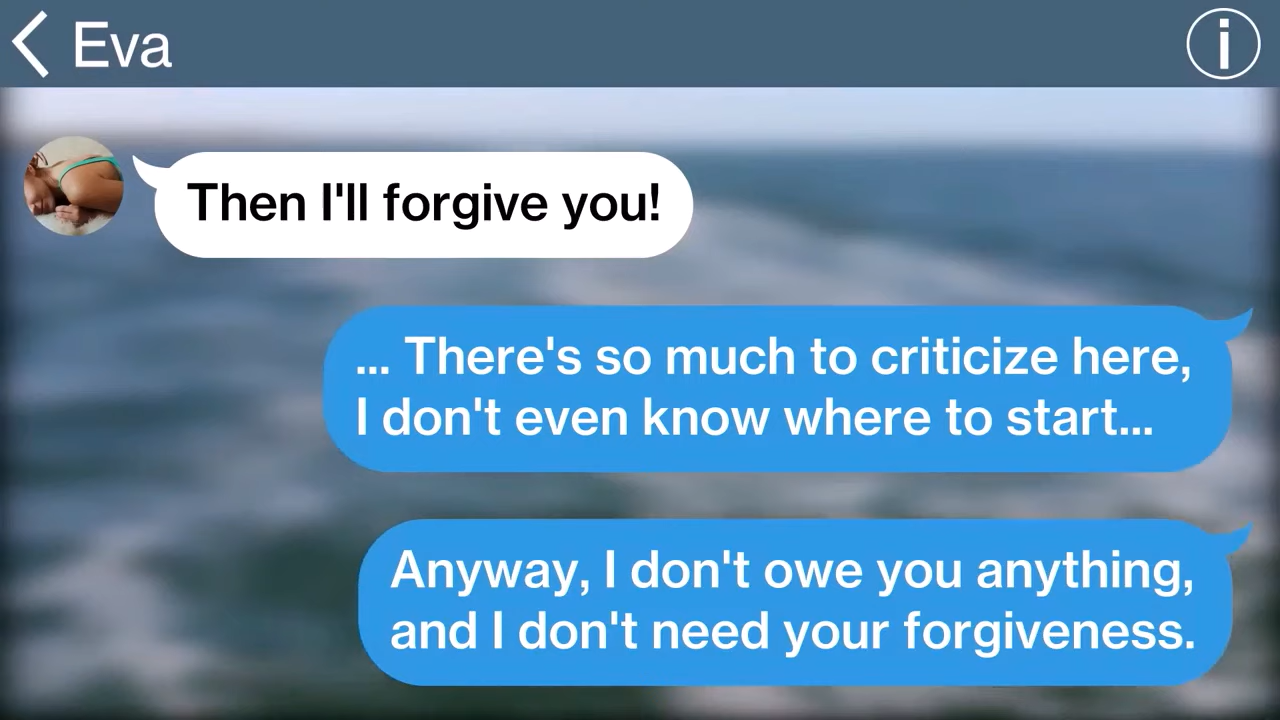 Eva
Then I'll forgive you!
... There's so much to criticize here,
I don't even know where to start...
Anyway, I don't owe you anything,
and I don't need your forgiveness.